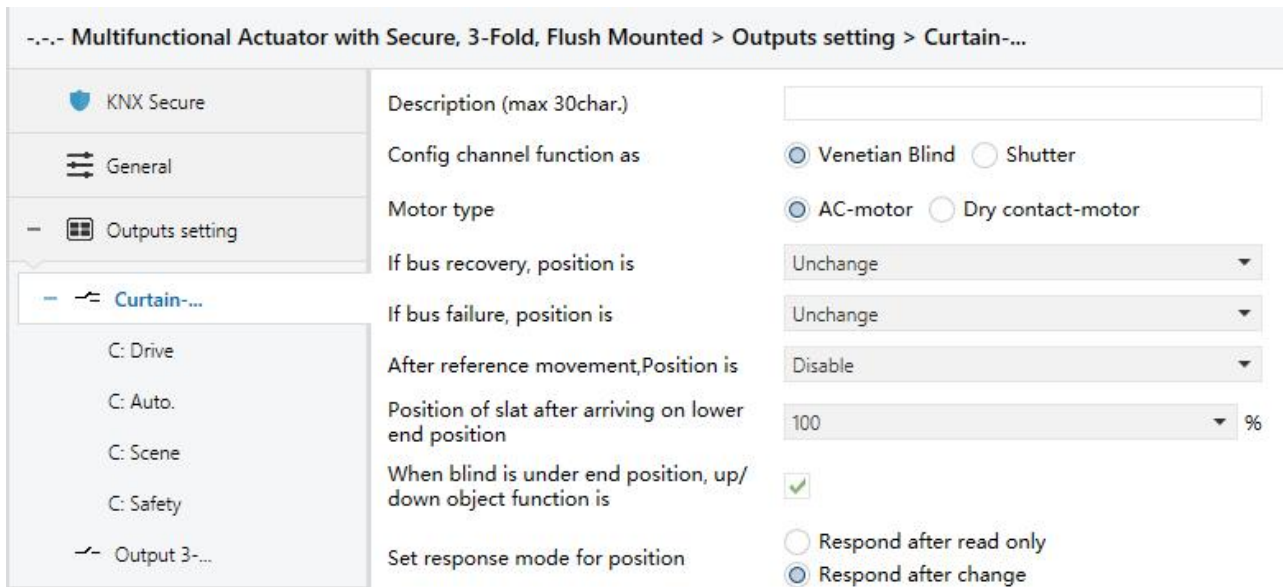 -.-.- Multifunctional Actuator with Secure, 3-Fold, Flush Mounted > Outputs setting > Curtain-...
KNX Secure
General
Outputs setting
Curtain-...
C: Drive
C: Auto.
C: Scene
C: Safety
Output 3-...
Description (max 30char.)
Config channel function as
Venetian Blind Shutter
Motor type
AC-motor Dry contact-motor
If bus recovery, position is
Unchange
If bus failure, position is
Unchange
After reference movement,Position is
Disable
Position of slat after arriving on lower
end position
100 %
When blind is under end position, up/
down object function is
Set response mode for position
Respond after read only
Respond after change